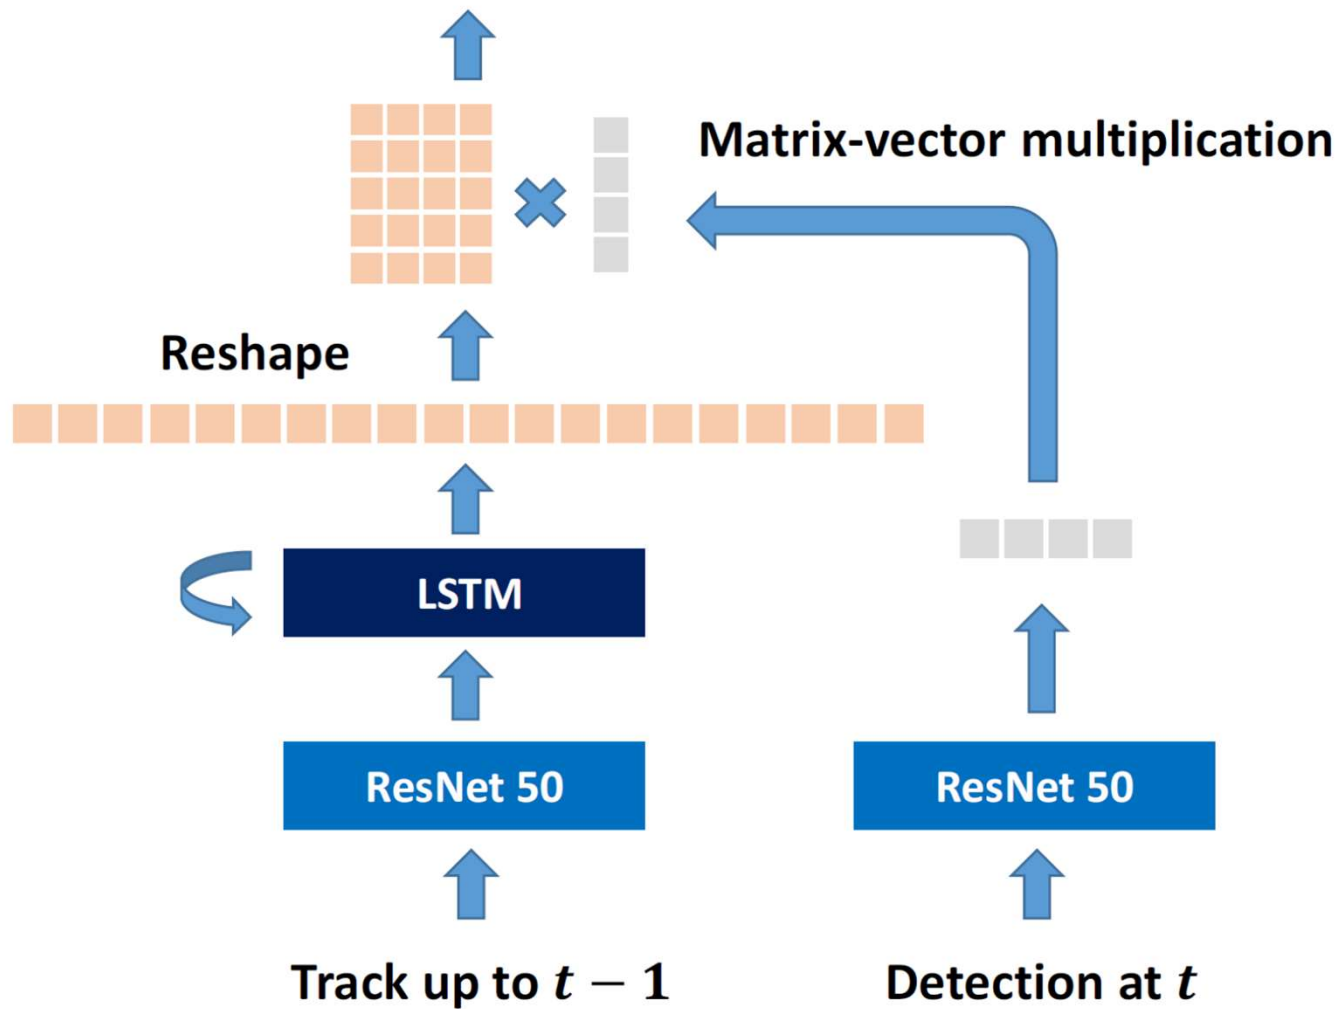 Matrix-vector multiplication
Reshape
LSTM
ResNet 50
ResNet 50
Track up to t − 1
Detection at t